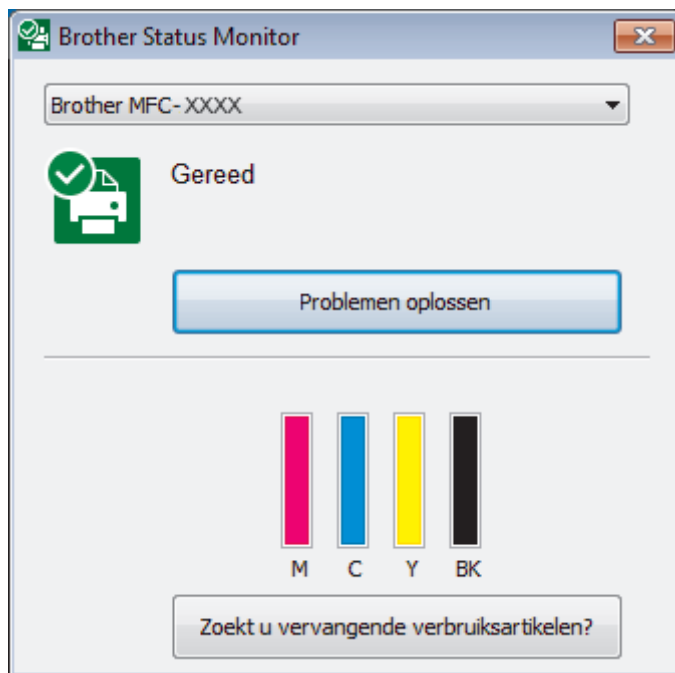 Brother Status Monitor
Brother MFC- XXXX
Gereed
Problemen oplossen
M C Y BK
Zoekt u vervangende verbruiksartikelen?